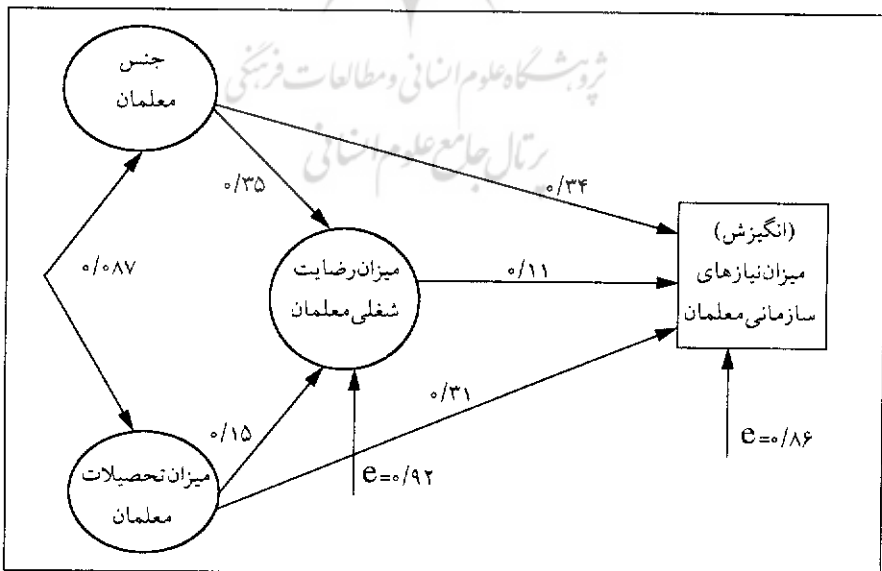 پژوهشگاه علوم انسانی و مطالعات فرهنگی
پرتال جامع علوم انسانی
جنس
معلمان
۰/۳۵
۰/۳۴
۰/۰۸۷
میزان رضایت
شغلی معلمان
۰/۱۱
(انگیزش)
میزان نیازهای
سازمانی معلمان
۰/۱۵
۰/۳۱
e=۰/۹۲
e=۰/۸۶
میزان تحصیلات
معلمان